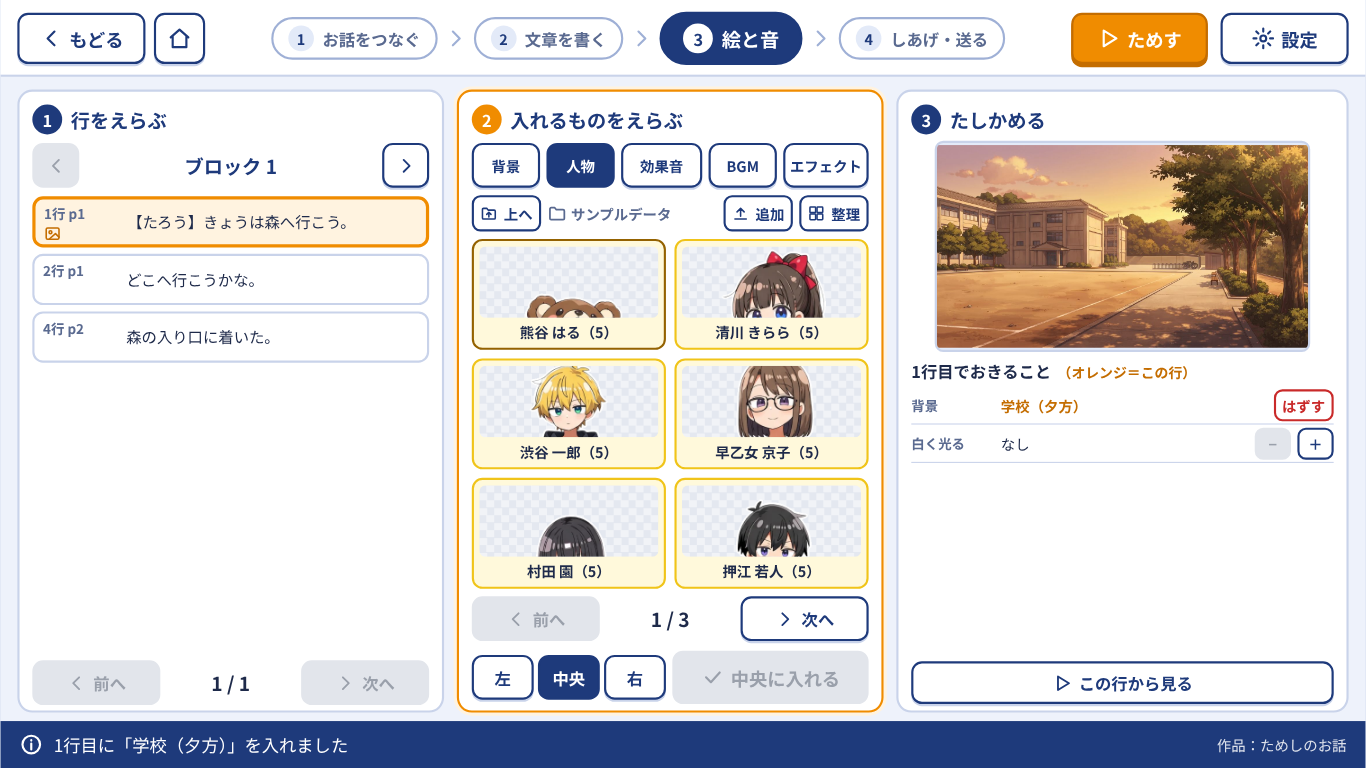 もどる
1 お話をつなぐ
2 文章を書く
3 絵と音
4 しあげ・送る
ためす
設定
1 行をえらぶ
ブロック 1
1行 p1
【たろう】きょうは森へ行こう。
2行 p1
どこへ行こうかな。
4行 p2
森の入り口に着いた。
前へ
1 / 1
次へ
2 入れるものをえらぶ
背景
人物
効果音
BGM
エフェクト
上へ
サンプルデータ
追加
整理
熊谷 はる（5）
清川 きらら（5）
渋谷 一郎（5）
早乙女 京子（5）
村田 園（5）
押江 若人（5）
前へ
1 / 3
次へ
左
中央
右
中央に入れる
3 たしかめる
1行目でおきること （オレンジ＝この行）
背景
学校（夕方）
はずす
白く光る
なし
−
+
この行から見る
1行目に「学校（夕方）」を入れました
作品：ためしのお話